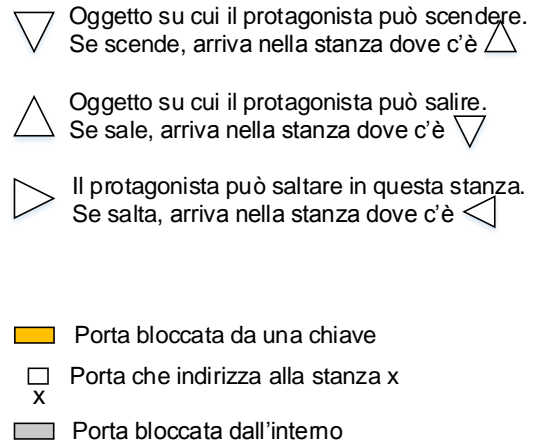 Oggetto su cui il protagonista può scendere.
Se scende, arriva nella stanza dove c'è
Oggetto su cui il protagonista può salire.
Se sale, arriva nella stanza dove c'è
Il protagonista può saltare in questa stanza.
Se salta, arriva nella stanza dove c'è
Porta bloccata da una chiave
Porta che indirizza alla stanza x
x
Porta bloccata dall'interno